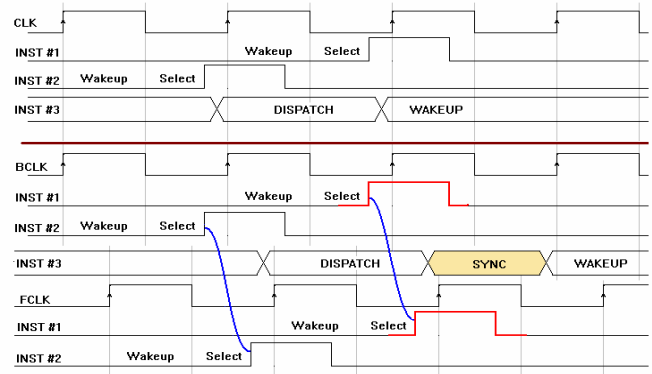 CLK
INST #1 Wakeup Select
INST #2 Wakeup Select
INST #3 DISPATCH WAKEUP
BCLK
INST #1 Wakeup Select
INST #2 Wakeup Select
INST #3 DISPATCH SYNC WAKEUP
FCLK
INST #1 Wakeup Select
INST #2 Wakeup Select